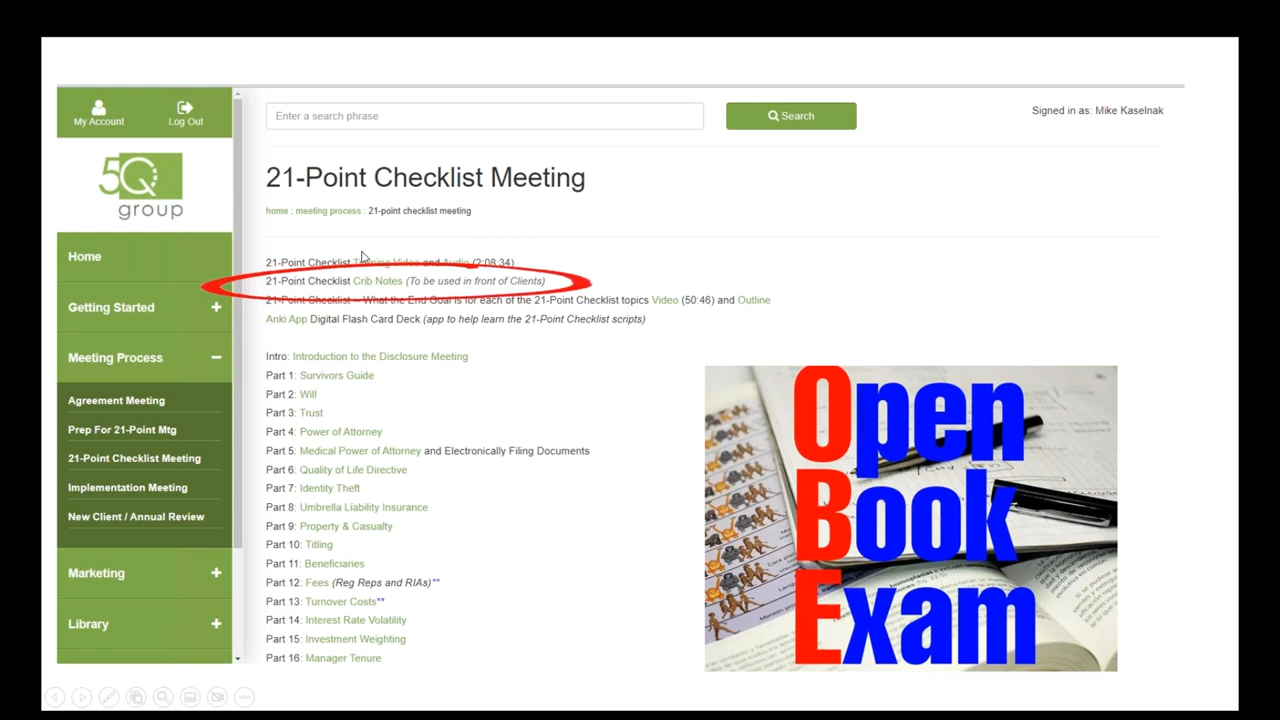 My Account
Log Out
Enter a search phrase
Search
Signed in as: Mike Kaselnak
5Q
group
21-Point Checklist Meeting
home : meeting process : 21-point checklist meeting
Home
Getting Started +
Meeting Process −
Agreement Meeting
Prep For 21-Point Mtg
21-Point Checklist Meeting
Implementation Meeting
New Client / Annual Review
Marketing +
Library +
21-Point Checklist Training Video and Audio (2:08:34)
21-Point Checklist Crib Notes (To be used in front of Clients)
21-Point Checklist -- What the End Goal is for each of the 21-Point Checklist topics Video (50:46) and Outline
Anki App Digital Flash Card Deck (app to help learn the 21-Point Checklist scripts)
Intro: Introduction to the Disclosure Meeting
Part 1: Survivors Guide
Part 2: Will
Part 3: Trust
Part 4: Power of Attorney
Part 5: Medical Power of Attorney and Electronically Filing Documents
Part 6: Quality of Life Directive
Part 7: Identity Theft
Part 8: Umbrella Liability Insurance
Part 9: Property & Casualty
Part 10: Titling
Part 11: Beneficiaries
Part 12: Fees (Reg Reps and RIAs)**
Part 13: Turnover Costs**
Part 14: Interest Rate Volatility
Part 15: Investment Weighting
Part 16: Manager Tenure
Open
Book
Exam